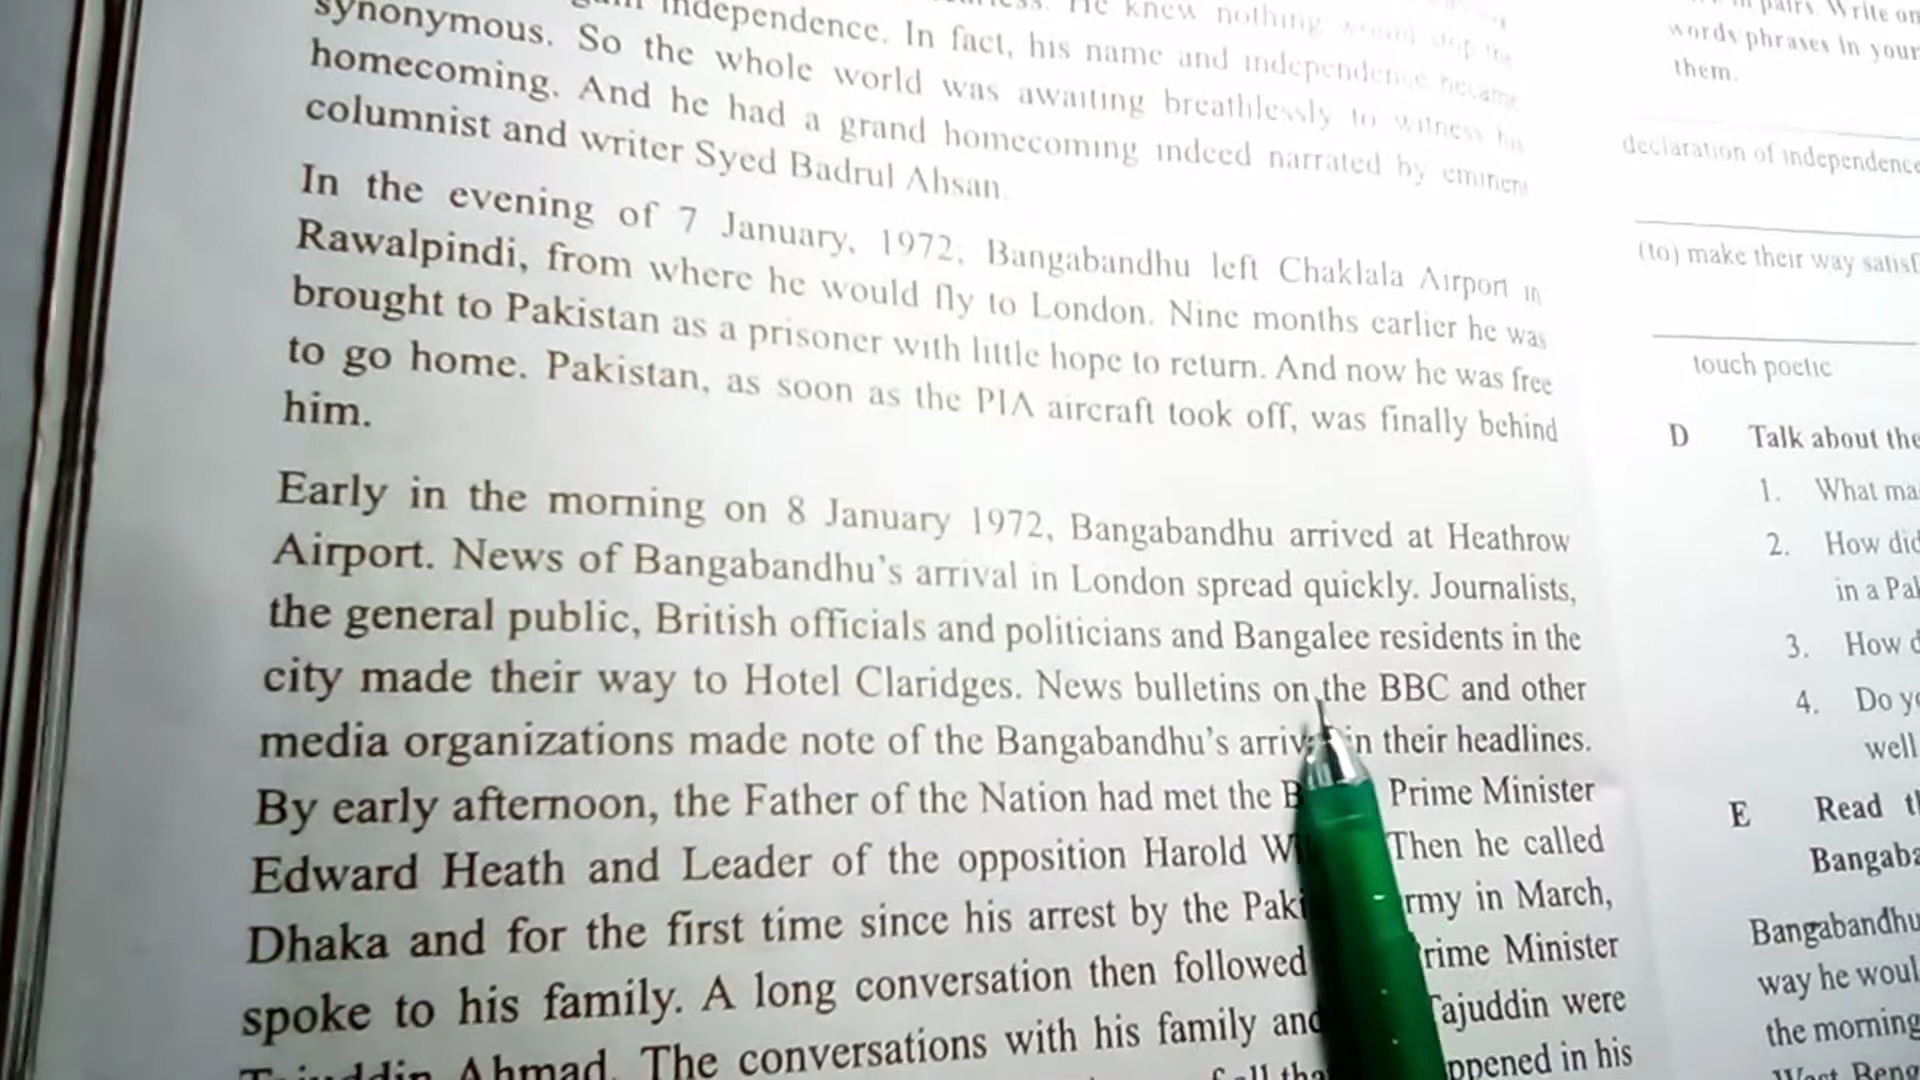 independence. In fact, his name and independence became
synonymous. So the whole world was awaiting breathlessly to witness his
homecoming. And he had a grand homecoming indeed narrated by eminent
columnist and writer Syed Badrul Ahsan.
In the evening of 7 January, 1972, Bangabandhu left Chaklala Airport in
Rawalpindi, from where he would fly to London. Nine months earlier he was
brought to Pakistan as a prisoner with little hope to return. And now he was free
to go home. Pakistan, as soon as the PIA aircraft took off, was finally behind
him.
Early in the morning on 8 January 1972, Bangabandhu arrived at Heathrow
Airport. News of Bangabandhu's arrival in London spread quickly. Journalists,
the general public, British officials and politicians and Bangalee residents in the
city made their way to Hotel Claridges. News bulletins on the BBC and other
media organizations made note of the Bangabandhu's in their headlines.
By early afternoon, the Father of the Nation had met the Prime Minister
Edward Heath and Leader of the opposition Harold Then he called
Dhaka and for the first time since his arrest by the in March,
spoke to his family. A long conversation then followed Minister
Ahmad. The conversations with his family and were
in his
pairs. Write
words phrases in your
them.
declaration of independence
(to) make their way
touch poetic
D Talk about the
1. What
2. How did
in a
3. How
4. Do
well
E Read
Bangabandhu
way he
the morning
West